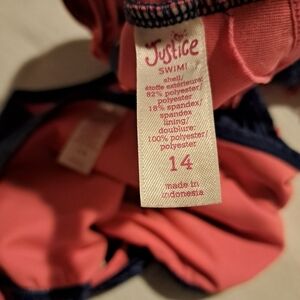 Justice
SWIM!
shell/
étoffe extérieure:
82% polyester/
polyester
18% spandex/
spandex
lining/
doublure:
100% polyester/
polyester
14
made in
indonesia